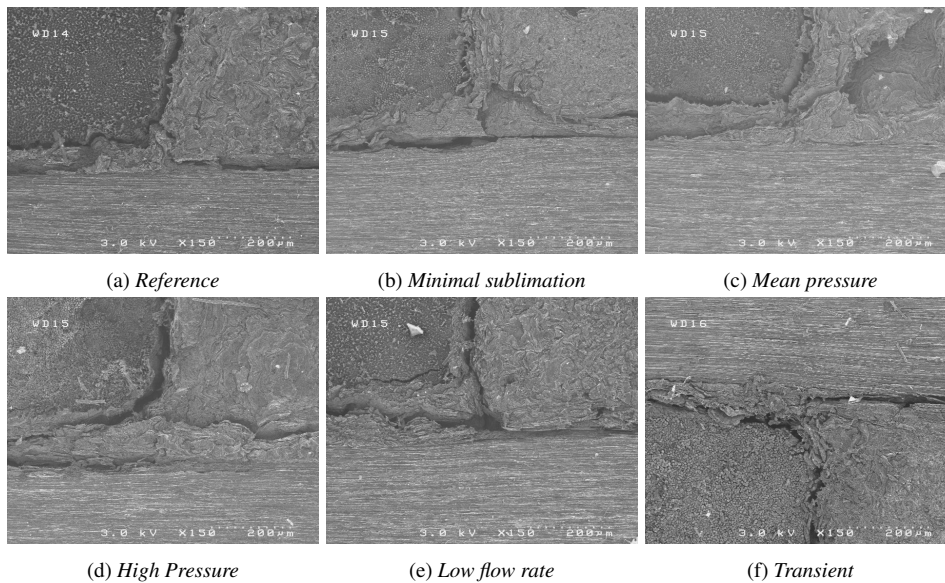 WD14
3.0 kV X150 200µm
WD15
3.0 kV X150 200µm
WD15
3.0 kV X150 200µm
(a) Reference
(b) Minimal sublimation
(c) Mean pressure
WD15
3.0 kV X150 200µm
WD15
3.0 kV X150 200µm
WD16
3.0 kV X150 200µm
(d) High Pressure
(e) Low flow rate
(f) Transient